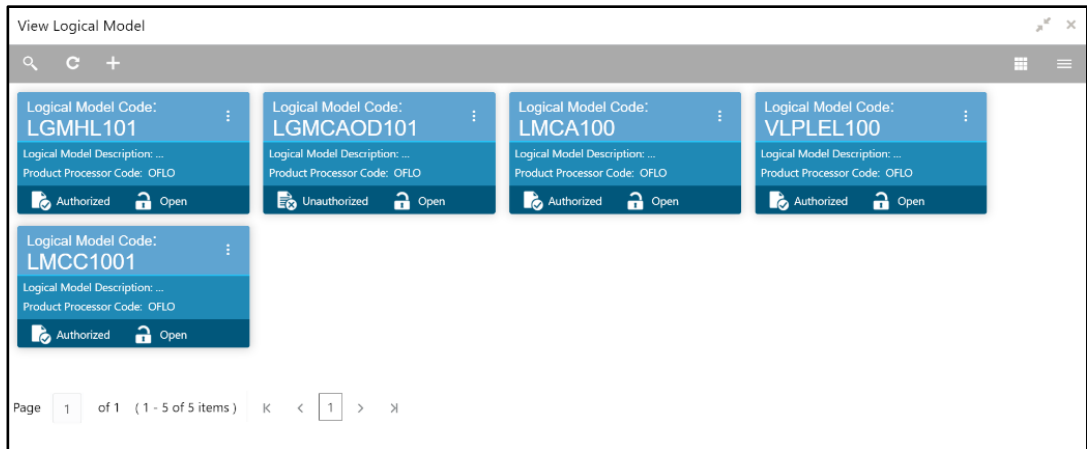 View Logical Model
Logical Model Code:
LGMHL101
Logical Model Description: ...
Product Processor Code: OFLO
Authorized Open
Logical Model Code:
LGMCAOD101
Logical Model Description: ...
Product Processor Code: OFLO
Unauthorized Open
Logical Model Code:
LMCA100
Logical Model Description: ...
Product Processor Code: OFLO
Authorized Open
Logical Model Code:
VLPLEL100
Logical Model Description: ...
Product Processor Code: OFLO
Authorized Open
Logical Model Code:
LMCC1001
Logical Model Description: ...
Product Processor Code: OFLO
Authorized Open
Page 1 of 1 ( 1 - 5 of 5 items ) 1